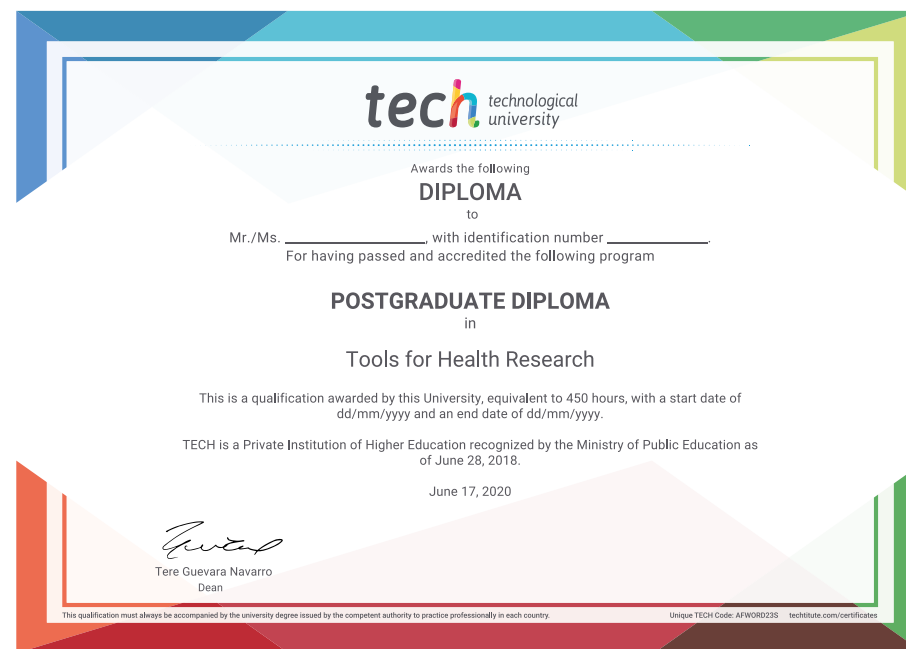 tech technological
university
Awards the following
DIPLOMA
to
Mr./Ms. ____________________, with identification number ______________.
For having passed and accredited the following program
POSTGRADUATE DIPLOMA
in
Tools for Health Research
This is a qualification awarded by this University, equivalent to 450 hours, with a start date of
dd/mm/yyyy and an end date of dd/mm/yyyy.
TECH is a Private Institution of Higher Education recognized by the Ministry of Public Education as
of June 28, 2018.
June 17, 2020
Tere Guevara Navarro
Dean
This qualification must always be accompanied by the university degree issued by the competent authority to practice professionally in each country.
Unique TECH Code: AFWORD23S techtitute.com/certificates